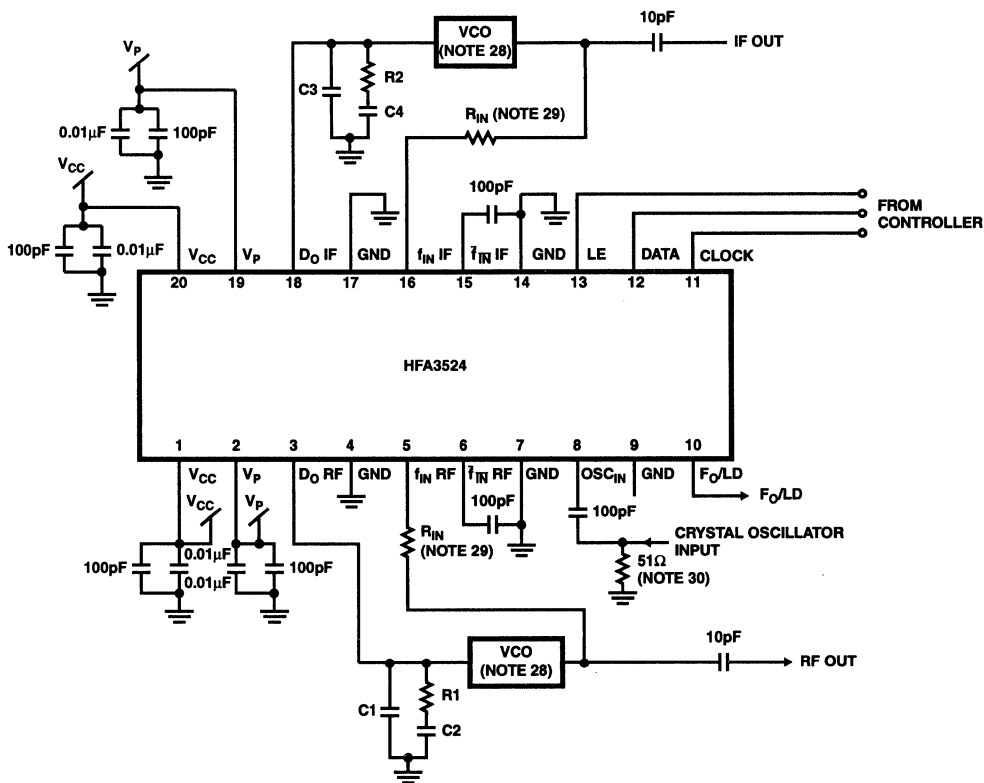 VCO
(NOTE 28)
10pF
IF OUT
VP
C3
R2
C4
RIN (NOTE 29)
0.01µF
100pF
VCC
100pF
0.01µF
100pF
FROM
CONTROLLER
VCC
VP
DO IF
GND
fIN IF
fIN IF
GND
LE
DATA
CLOCK
20
19
18
17
16
15
14
13
12
11
HFA3524
1
2
3
4
5
6
7
8
9
10
VCC
VP
DO RF
GND
fIN RF
fIN RF
GND
OSCIN
GND
FO/LD
VCC
VP
100pF
100pF
FO/LD
RIN
(NOTE 29)
CRYSTAL OSCILLATOR
INPUT
100pF
0.01µF
0.01µF
100pF
51Ω
(NOTE 30)
VCO
(NOTE 28)
10pF
RF OUT
C1
R1
C2